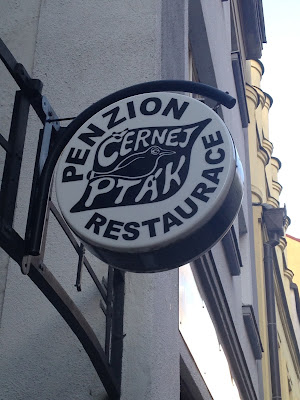 PENZION
ČERNEJ
PTÁK
RESTAURACE